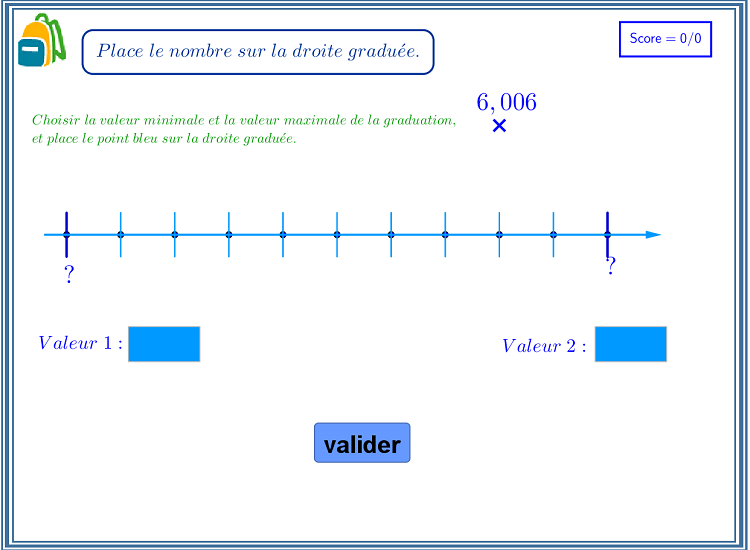 Place le nombre sur la droite graduée.
Score = 0/0
6,006
Choisir la valeur minimale et la valeur maximale de la graduation,
et place le point bleu sur la droite graduée.
? ?
Valeur 1 :
Valeur 2 :
valider